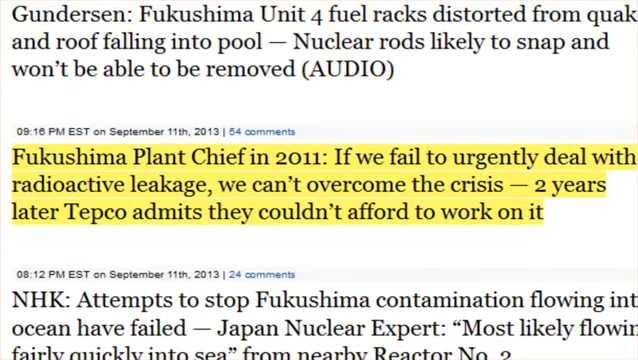 Gundersen: Fukushima Unit 4 fuel racks distorted from quak
and roof falling into pool — Nuclear rods likely to snap and
won't be able to be removed (AUDIO)
09:16 PM EST on September 11th, 2013 | 54 comments
Fukushima Plant Chief in 2011: If we fail to urgently deal with
radioactive leakage, we can't overcome the crisis — 2 years
later Tepco admits they couldn't afford to work on it
08:12 PM EST on September 11th, 2013 | 24 comments
NHK: Attempts to stop Fukushima contamination flowing int
ocean have failed — Japan Nuclear Expert: “Most likely flowin
fairly quickly into sea” from nearby Reactor No. 2